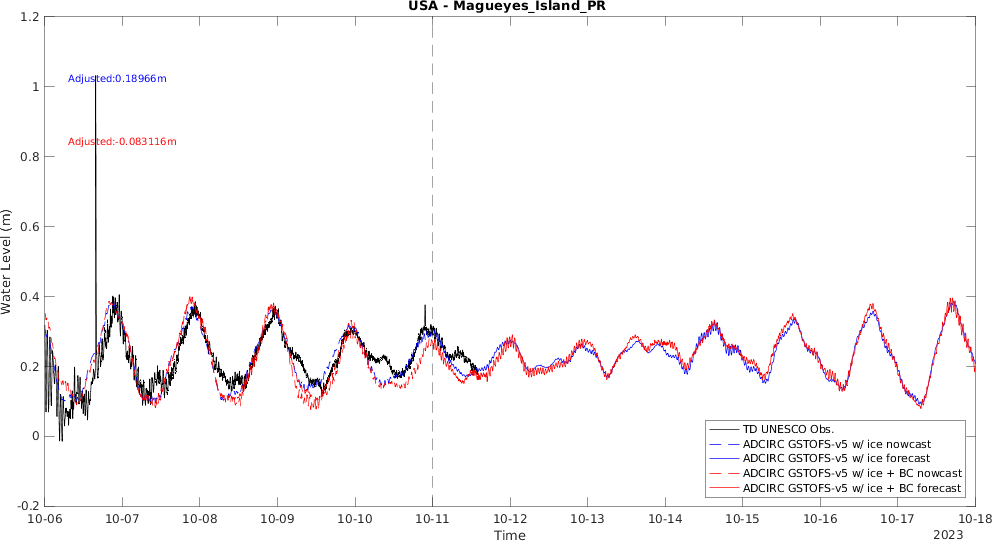 USA - Magueyes_Island_PR
1.2
1
0.8
0.6
0.4
0.2
0
-0.2
Water Level (m)
Adjusted:0.18966m
Adjusted:-0.083116m
TD UNESCO Obs.
ADCIRC GSTOFS-v5 w/ ice nowcast
ADCIRC GSTOFS-v5 w/ ice forecast
ADCIRC GSTOFS-v5 w/ ice + BC nowcast
ADCIRC GSTOFS-v5 w/ ice + BC forecast
10-06 10-07 10-08 10-09 10-10 10-11 10-12 10-13 10-14 10-15 10-16 10-17 10-18
Time
2023